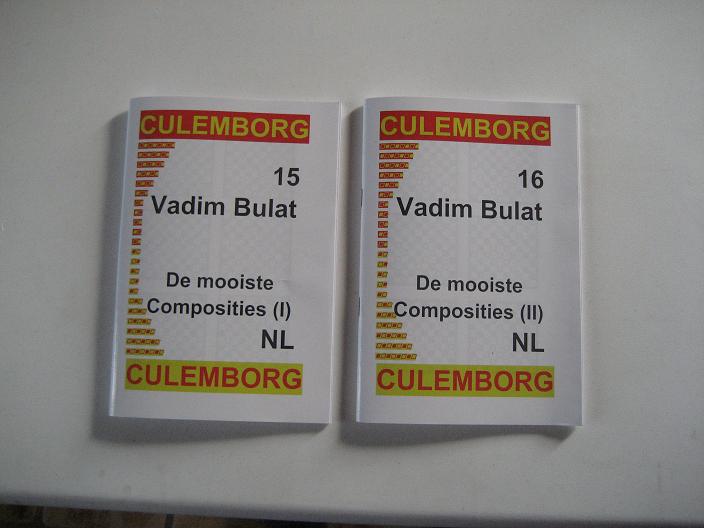 CULEMBORG
15
Vadim Bulat
De mooiste
Composities (I)
NL
CULEMBORG
CULEMBORG
16
Vadim Bulat
De mooiste
Composities (II)
NL
CULEMBORG